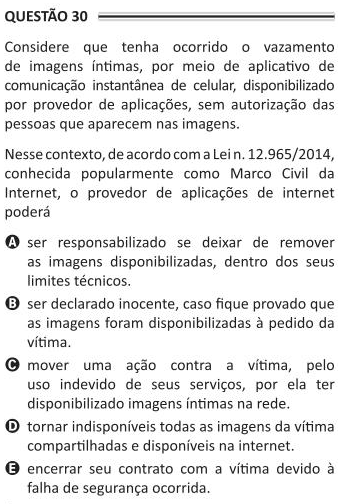 QUESTÃO 30
Considere que tenha ocorrido o vazamento
de imagens íntimas, por meio de aplicativo de
comunicação instantânea de celular, disponibilizado
por provedor de aplicações, sem autorização das
pessoas que aparecem nas imagens.
Nesse contexto, de acordo com a Lei n. 12.965/2014,
conhecida popularmente como Marco Civil da
Internet, o provedor de aplicações de internet
poderá
A ser responsabilizado se deixar de remover
as imagens disponibilizadas, dentro dos seus
limites técnicos.
B ser declarado inocente, caso fique provado que
as imagens foram disponibilizadas à pedido da
vítima.
C mover uma ação contra a vítima, pelo
uso indevido de seus serviços, por ela ter
disponibilizado imagens íntimas na rede.
D tornar indisponíveis todas as imagens da vítima
compartilhadas e disponíveis na internet.
E encerrar seu contrato com a vítima devido à
falha de segurança ocorrida.